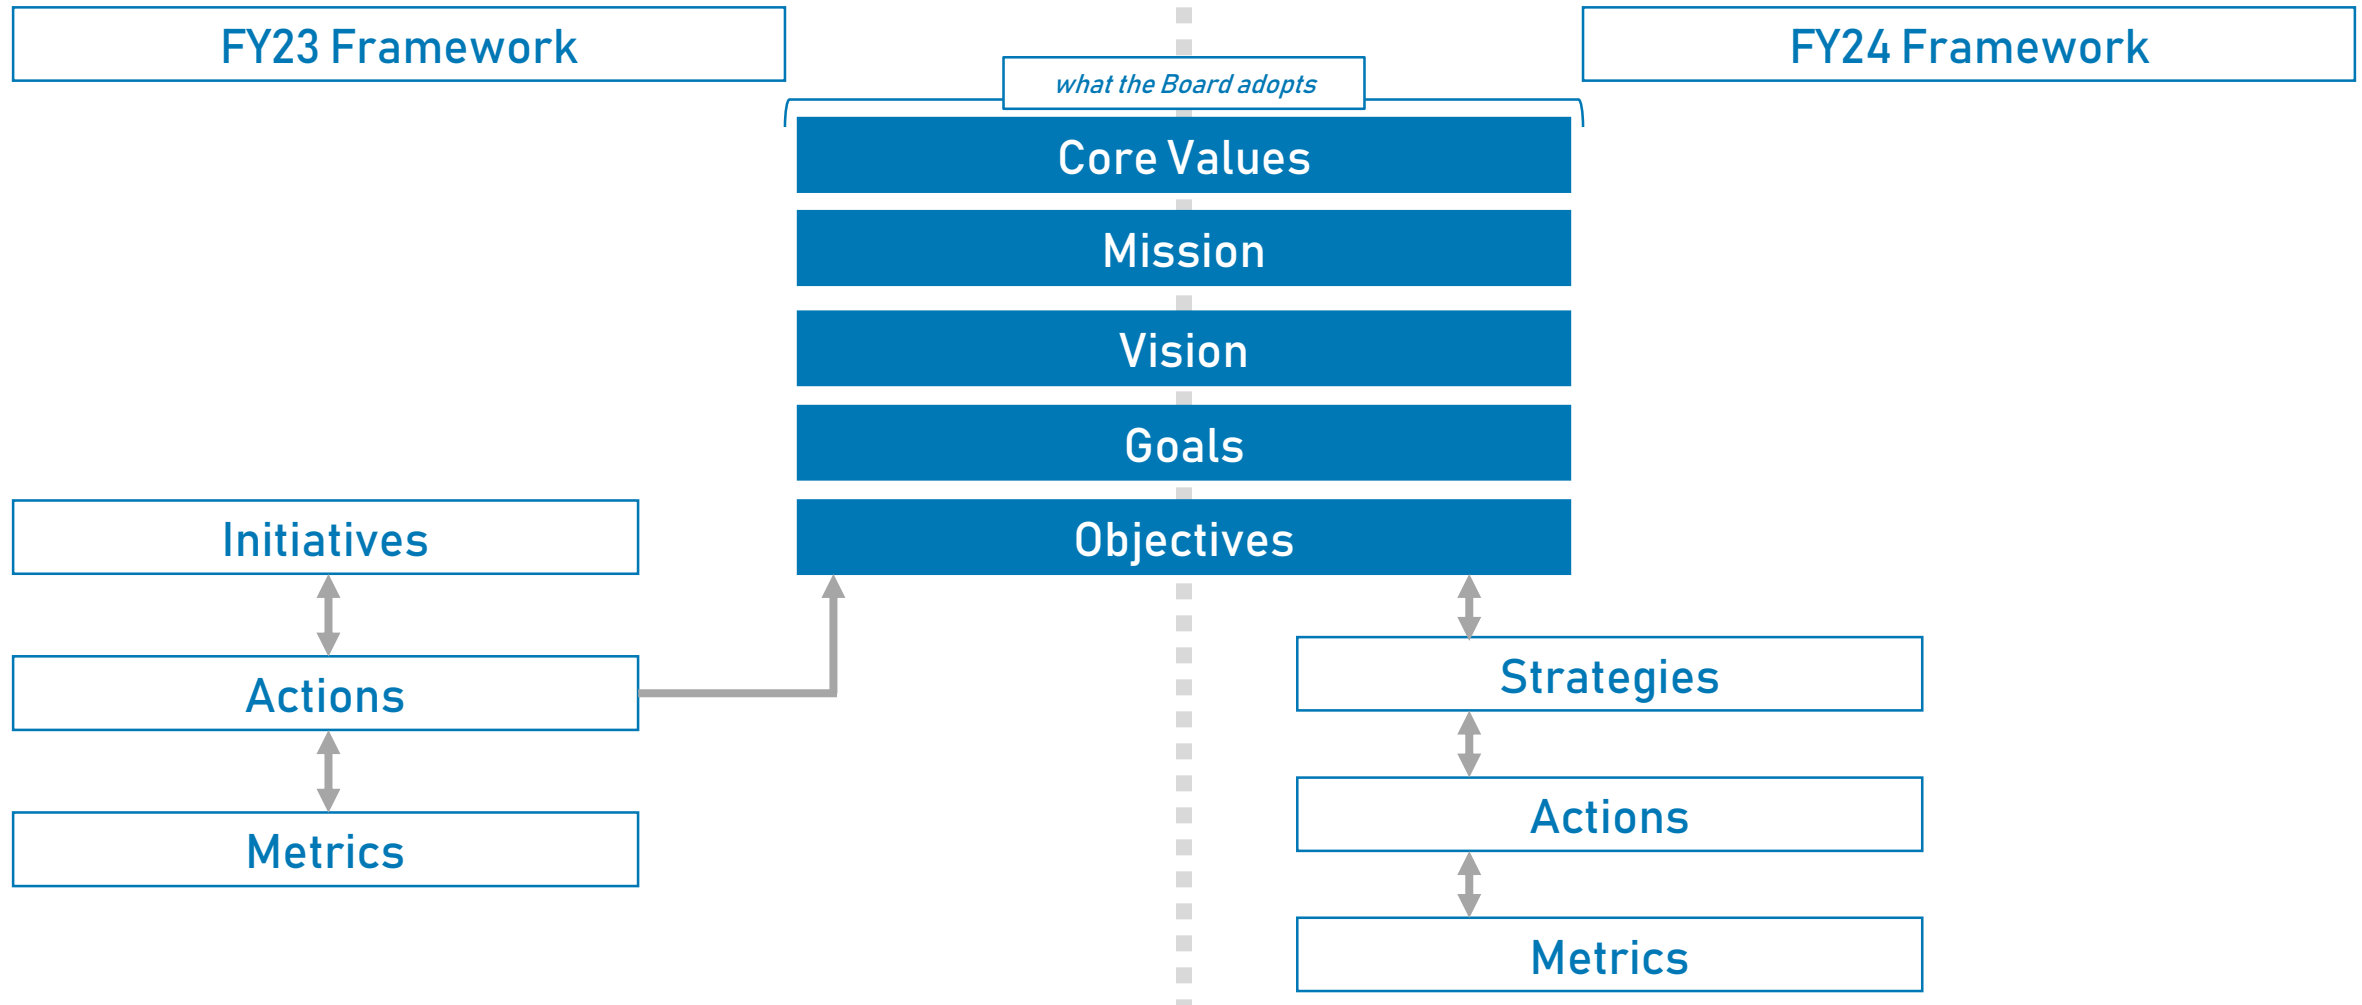 FY23 Framework
FY24 Framework
what the Board adopts
Core Values
Mission
Vision
Goals
Objectives
Initiatives
Actions
Metrics
Strategies
Actions
Metrics